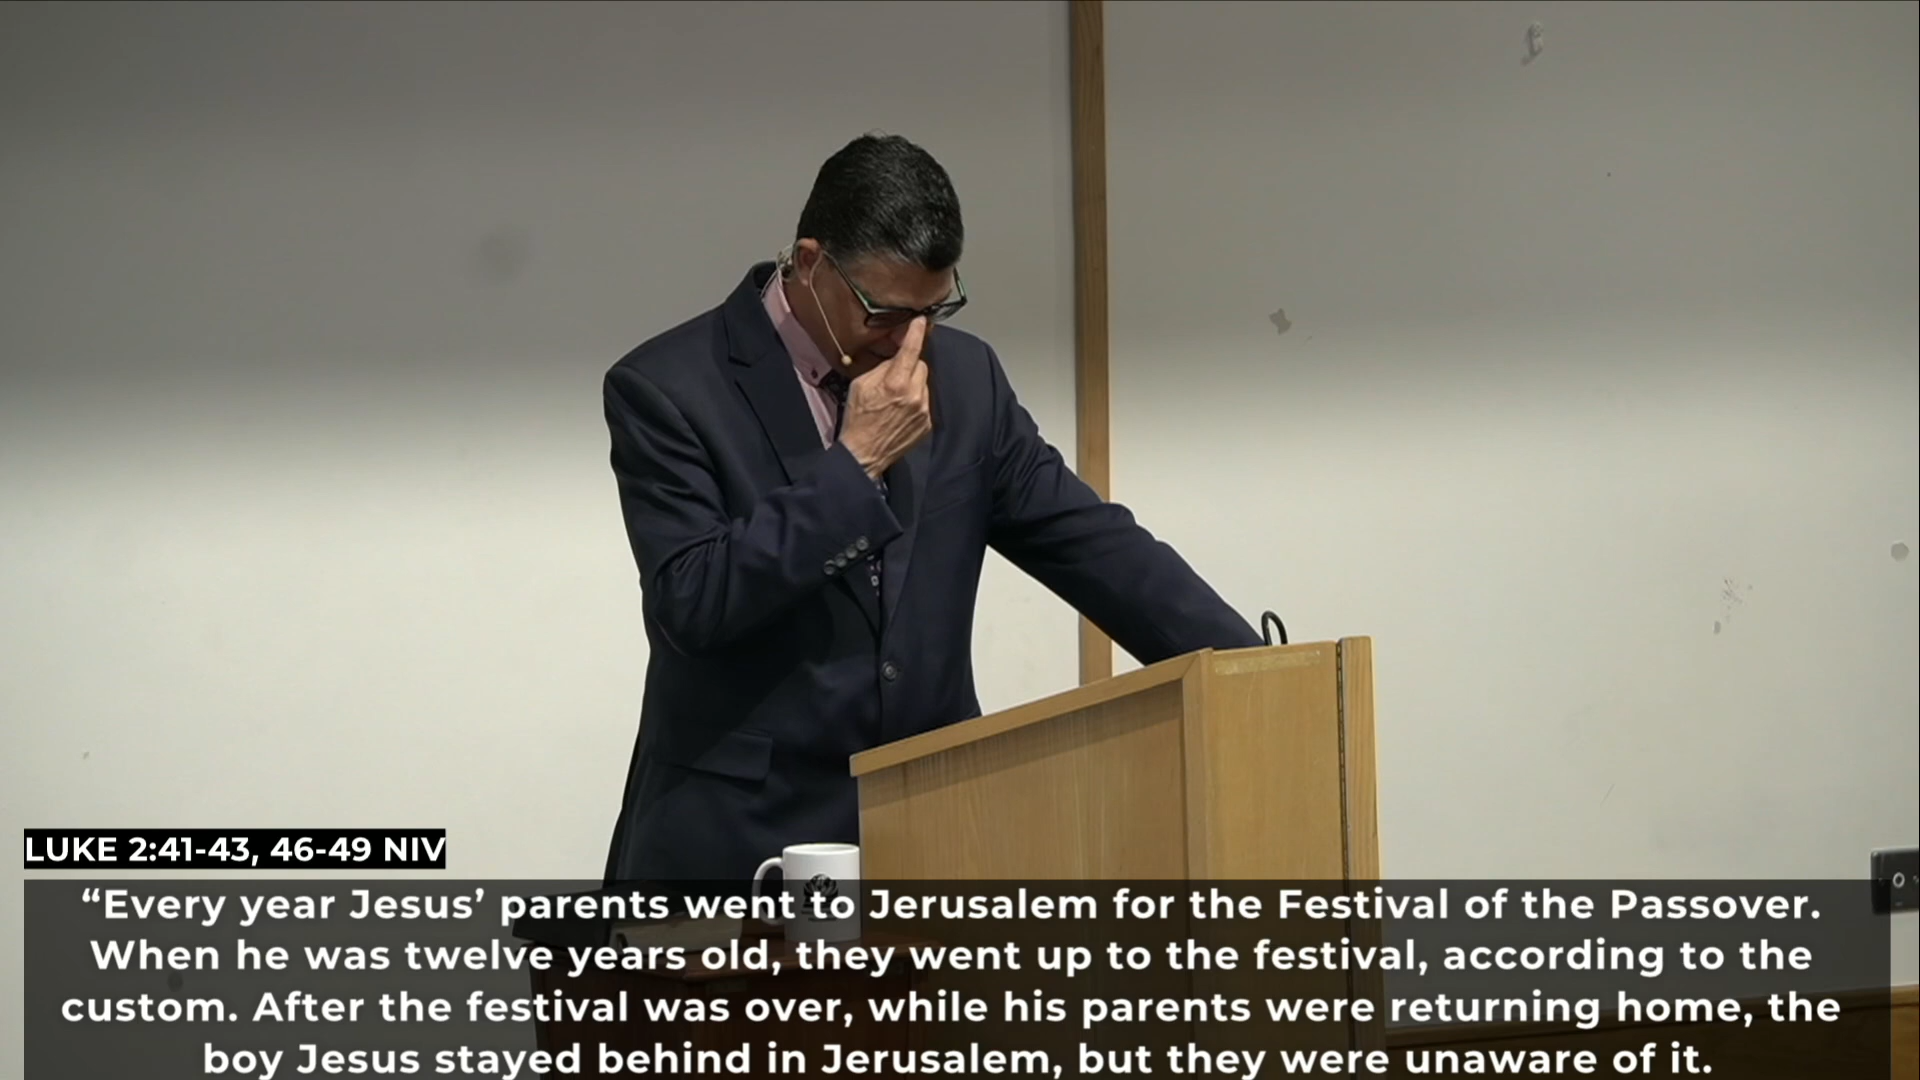 LUKE 2:41-43, 46-49 NIV
“Every year Jesus’ parents went to Jerusalem for the Festival of the Passover.
When he was twelve years old, they went up to the festival, according to the
custom. After the festival was over, while his parents were returning home, the
boy Jesus stayed behind in Jerusalem, but they were unaware of it.